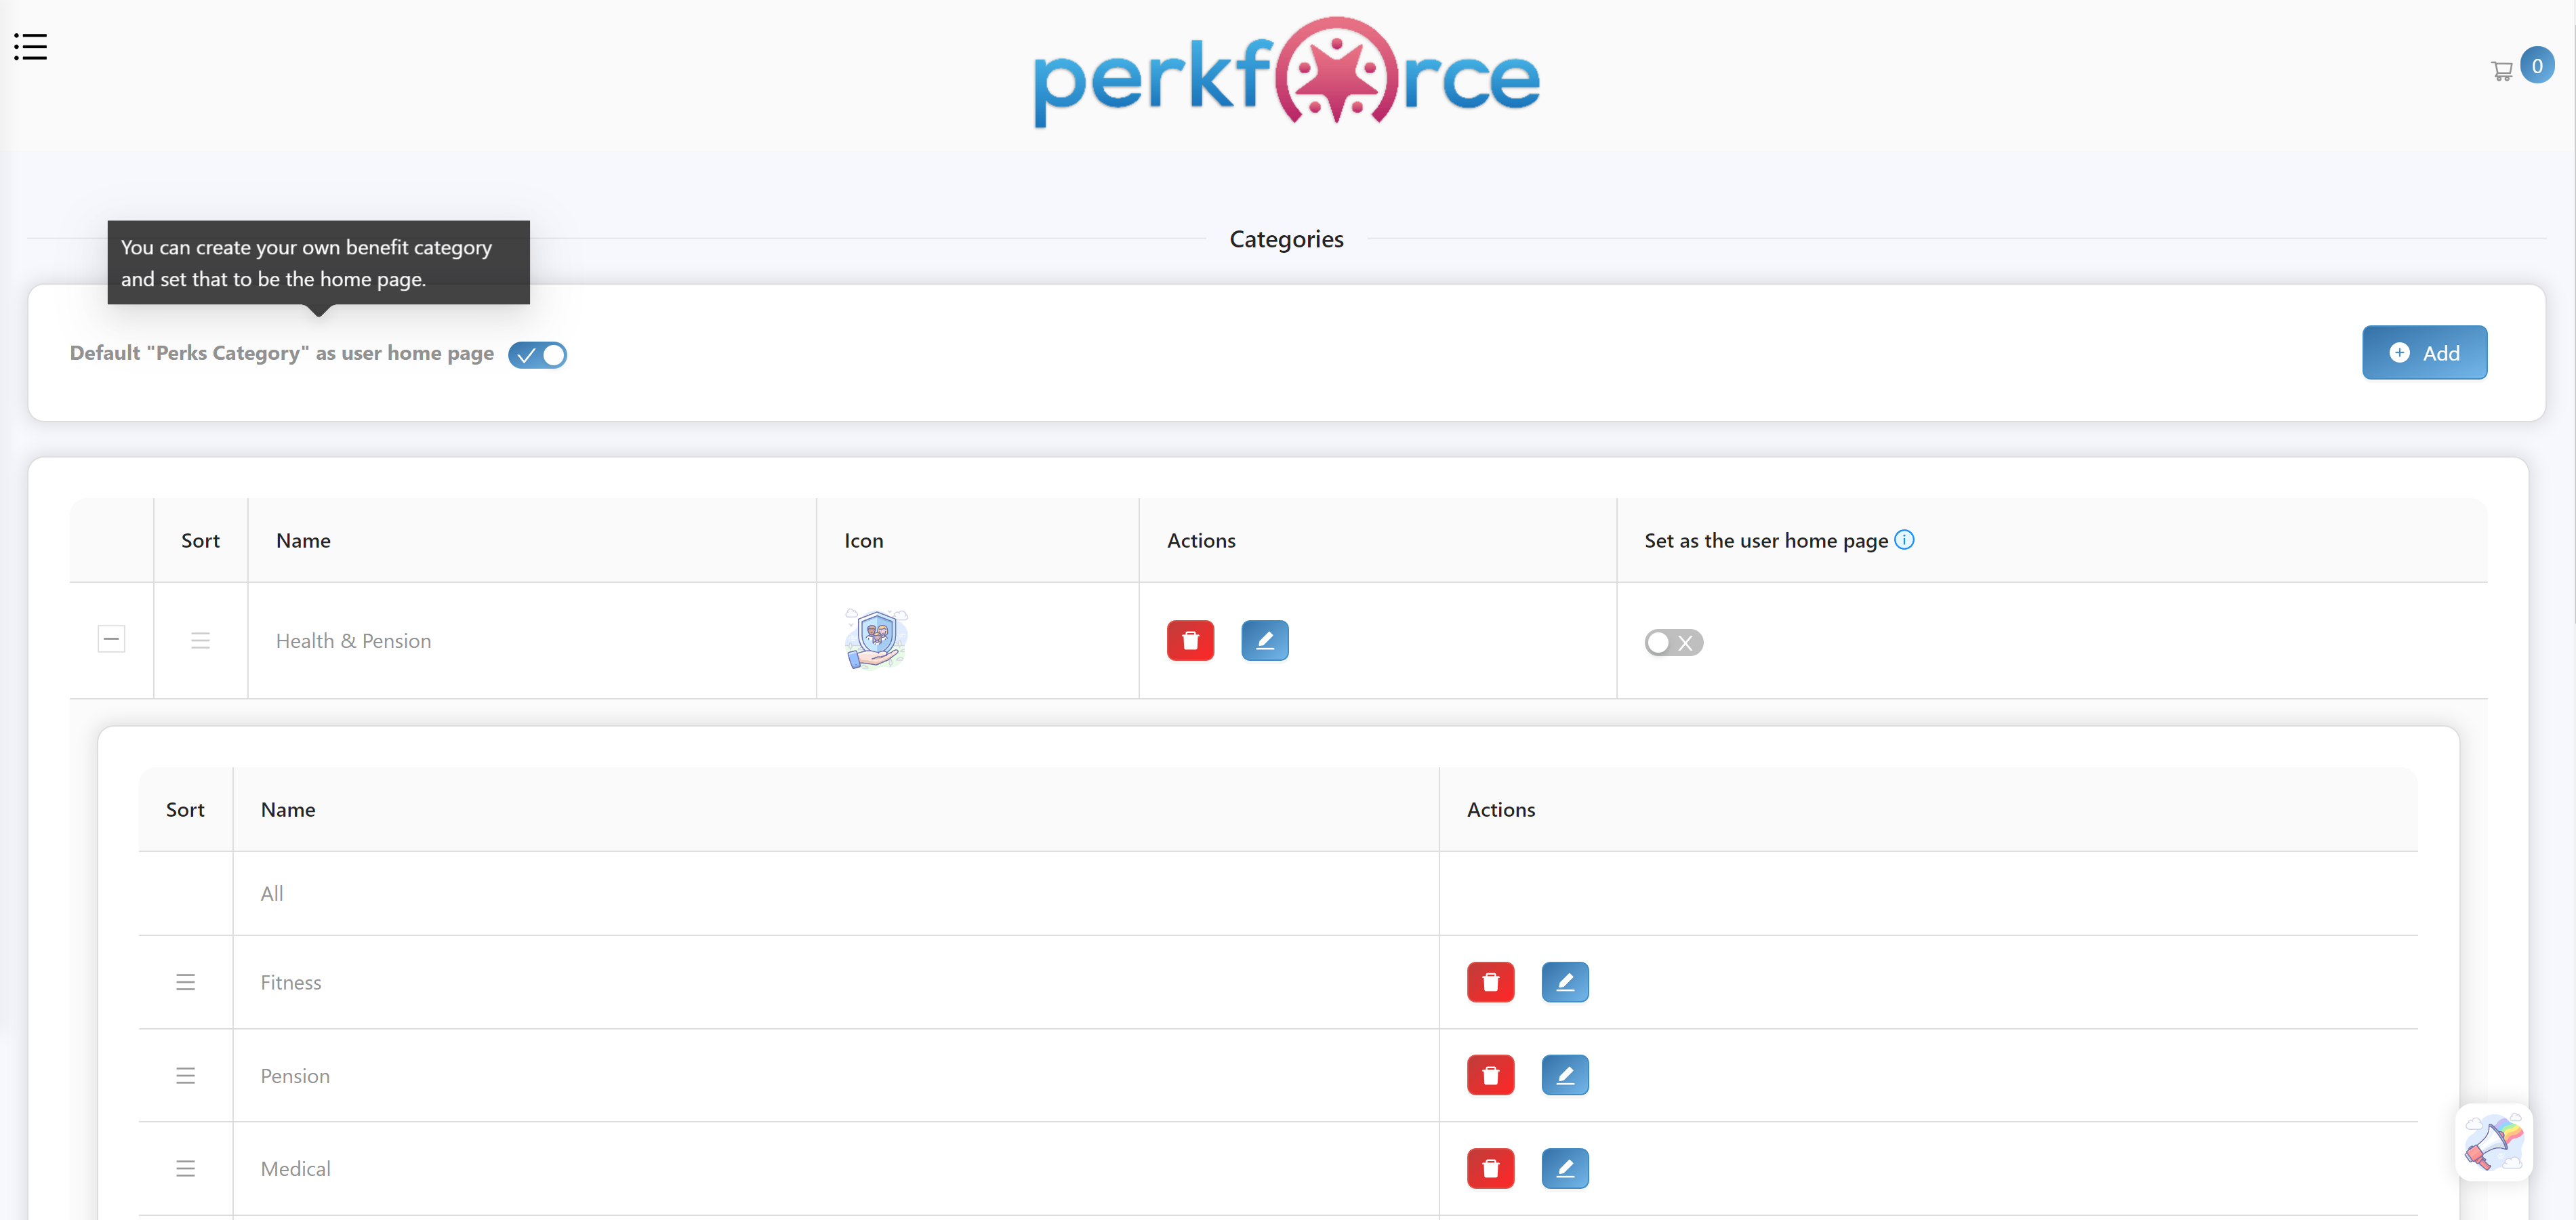 perkforce
0
Categories
You can create your own benefit category
and set that to be the home page.
Default "Perks Category" as user home page
Add
Sort Name Icon Actions Set as the user home page
Health & Pension
Sort Name Actions
All
Fitness
Pension
Medical